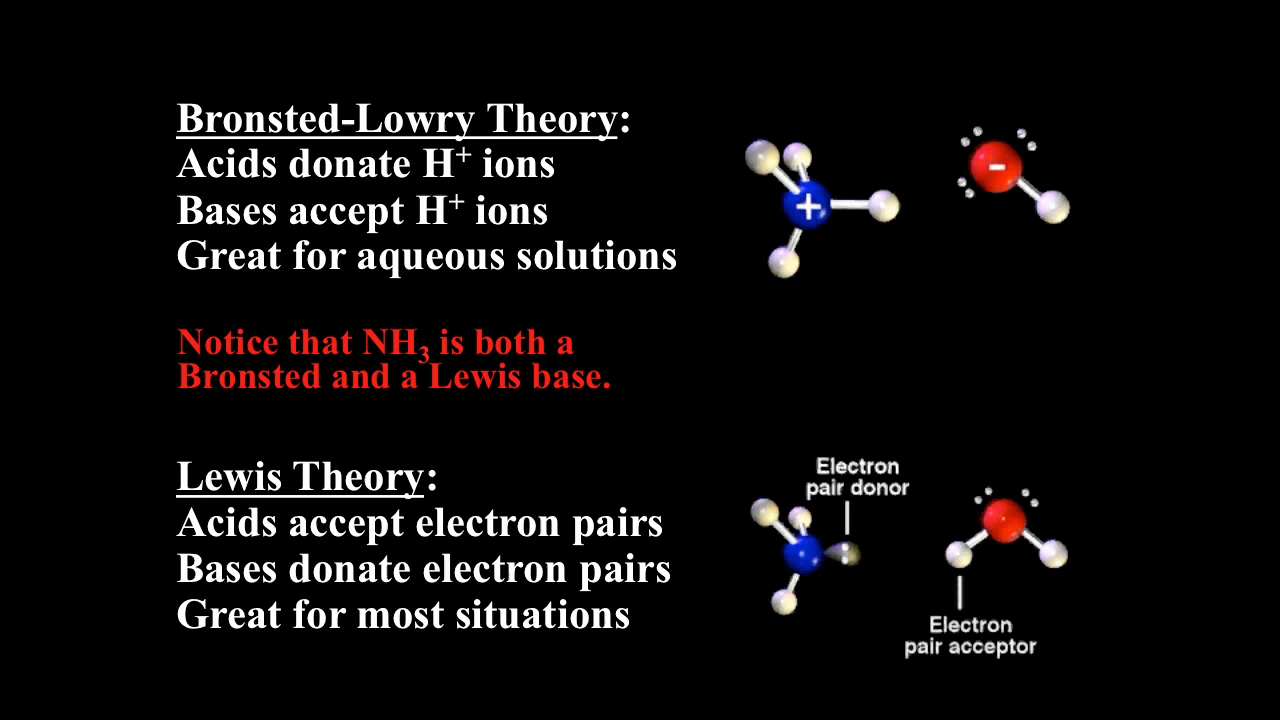 Bronsted-Lowry Theory:
Acids donate H⁺ ions
Bases accept H⁺ ions
Great for aqueous solutions
+
-
Notice that NH₃ is both a
Bronsted and a Lewis base.
Lewis Theory:
Acids accept electron pairs
Bases donate electron pairs
Great for most situations
Electron
pair donor
Electron
pair acceptor